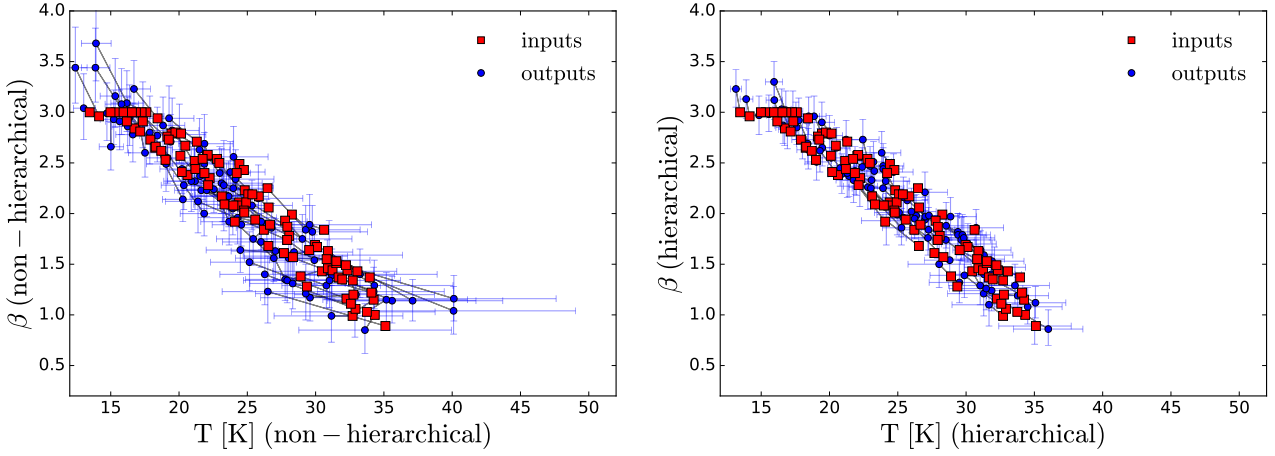 4.0
3.5
3.0
2.5
2.0
1.5
1.0
0.5
β (non − hierarchical)
inputs
outputs
15 20 25 30 35 40 45 50
T [K] (non − hierarchical)
4.0
3.5
3.0
2.5
2.0
1.5
1.0
0.5
β (hierarchical)
inputs
outputs
15 20 25 30 35 40 45 50
T [K] (hierarchical)